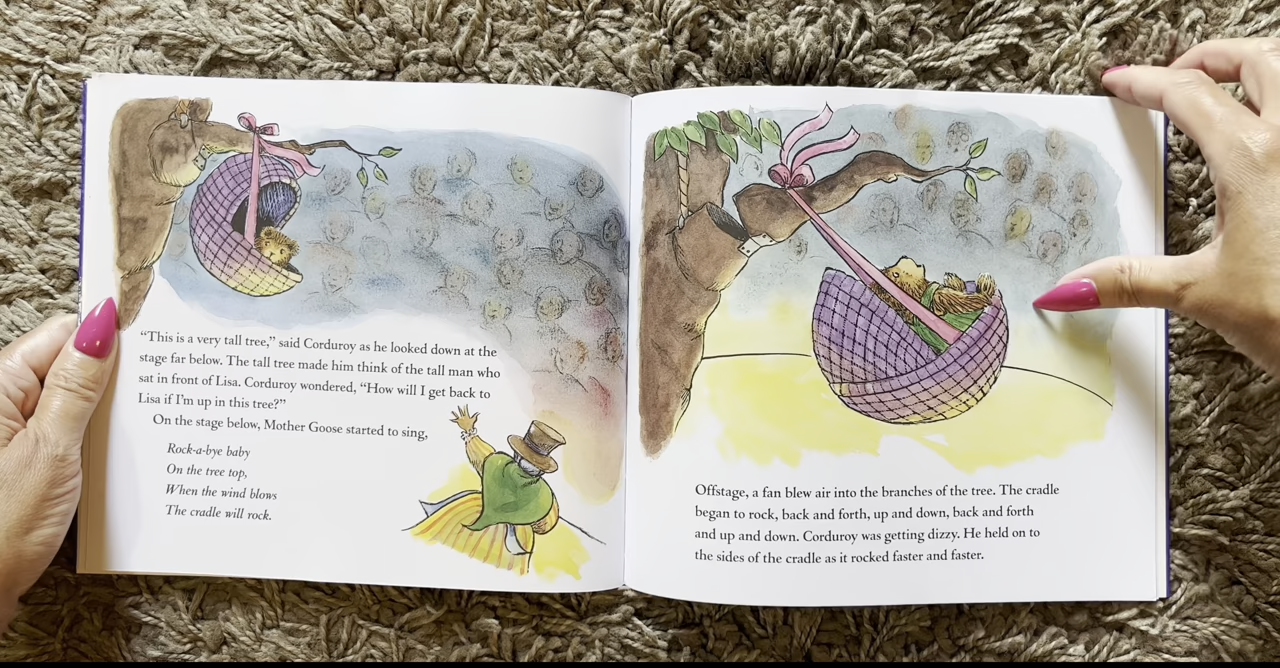 “This is a very tall tree,” said Corduroy as he looked down at the
stage far below. The tall tree made him think of the tall man who
sat in front of Lisa. Corduroy wondered, “How will I get back to
Lisa if I’m up in this tree?”
On the stage below, Mother Goose started to sing,
Rock-a-bye baby
On the tree top,
When the wind blows
The cradle will rock.
Offstage, a fan blew air into the branches of the tree. The cradle
began to rock, back and forth, up and down, back and forth
and up and down. Corduroy was getting dizzy. He held on to
the sides of the cradle as it rocked faster and faster.